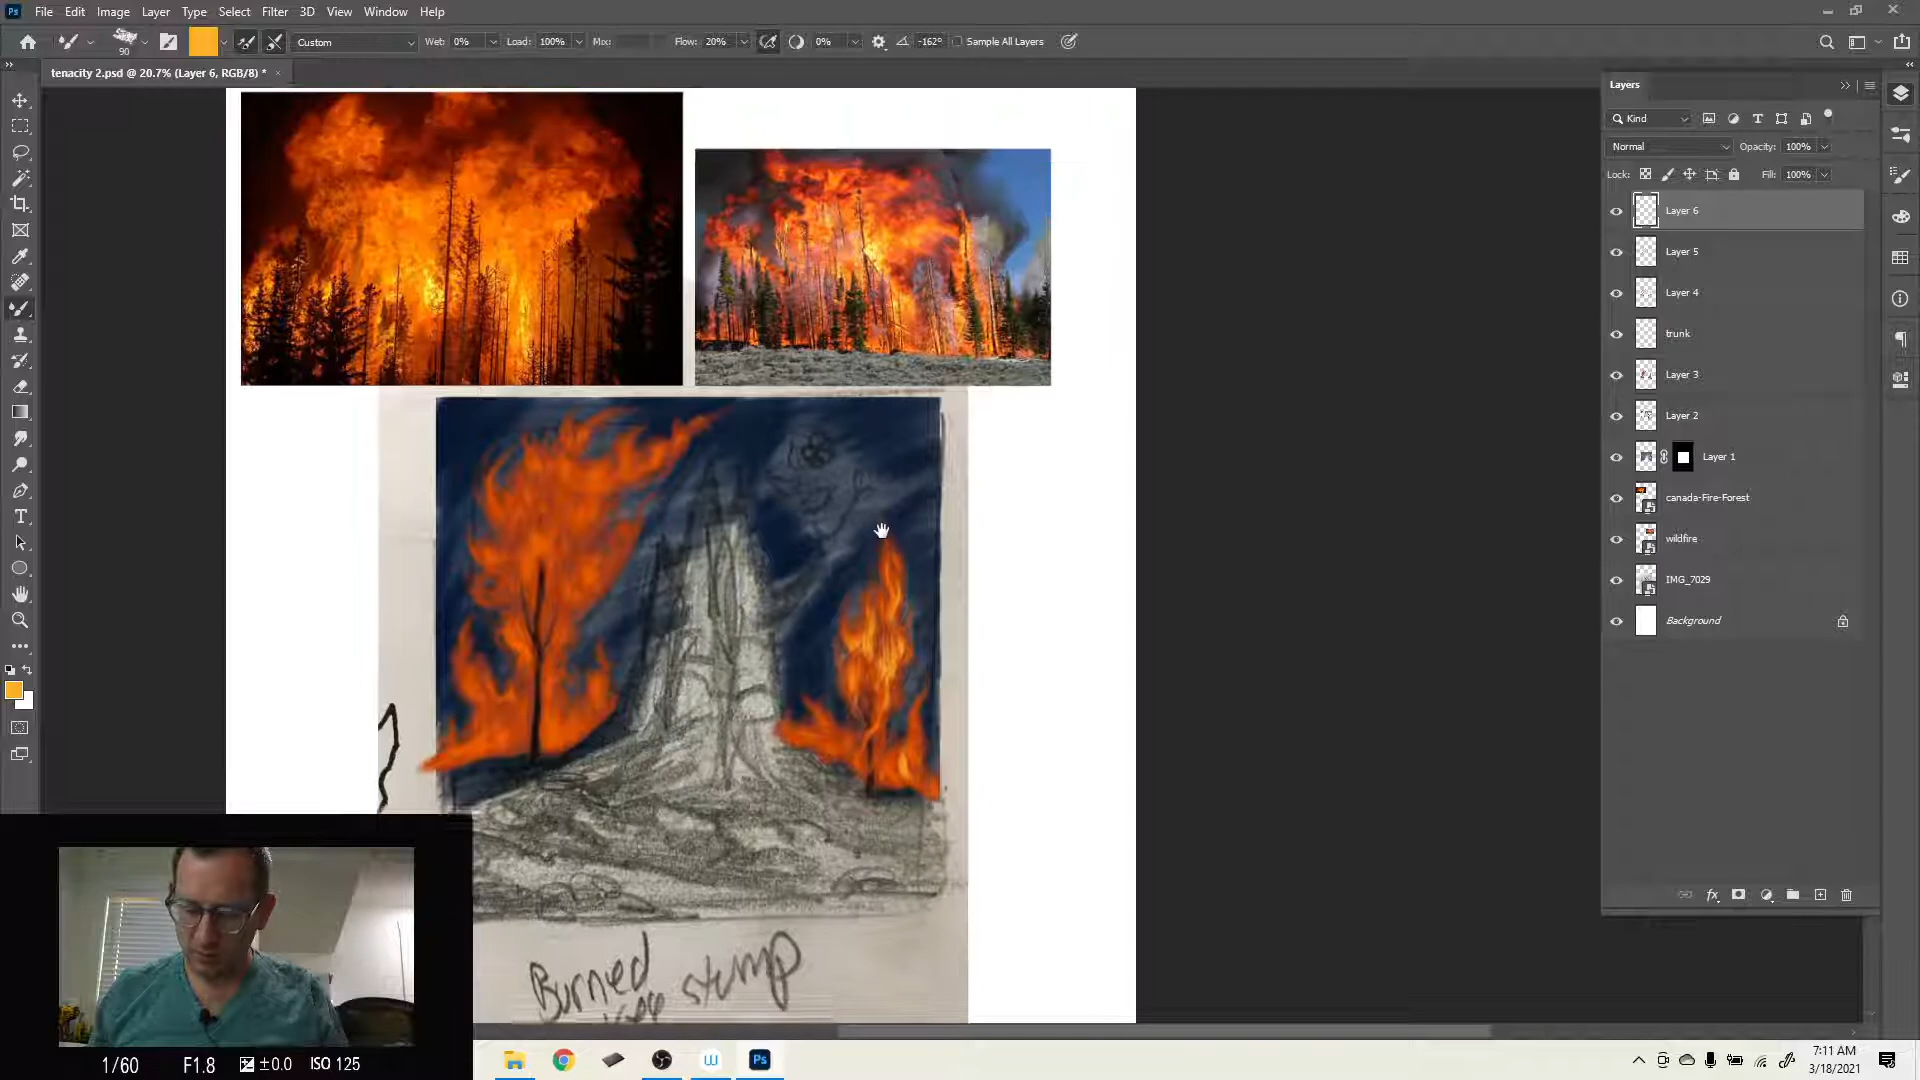 File Edit Image Layer Type Select Filter 3D View Window Help
90 Custom Wet: 0% Load: 100% Mix: Flow: 20% 0% -162° Sample All Layers
tenacity 2.psd @ 20.7% (Layer 6, RGB/8) * ×
Layers
Kind
Normal Opacity: 100%
Lock: Fill: 100%
Layer 6
Layer 5
Layer 4
trunk
Layer 3
Layer 2
Layer 1
canada-Fire-Forest
wildfire
IMG_7029
Background
Burned
stump
1/60 F1.8 ±0.0 ISO 125
7:11 AM
3/18/2021